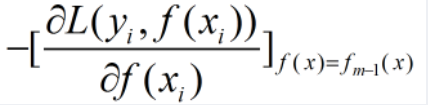 −[∂L(y_i, f(x_i)) / ∂f(x_i)]_{f(x)=f_{m−1}(x)}